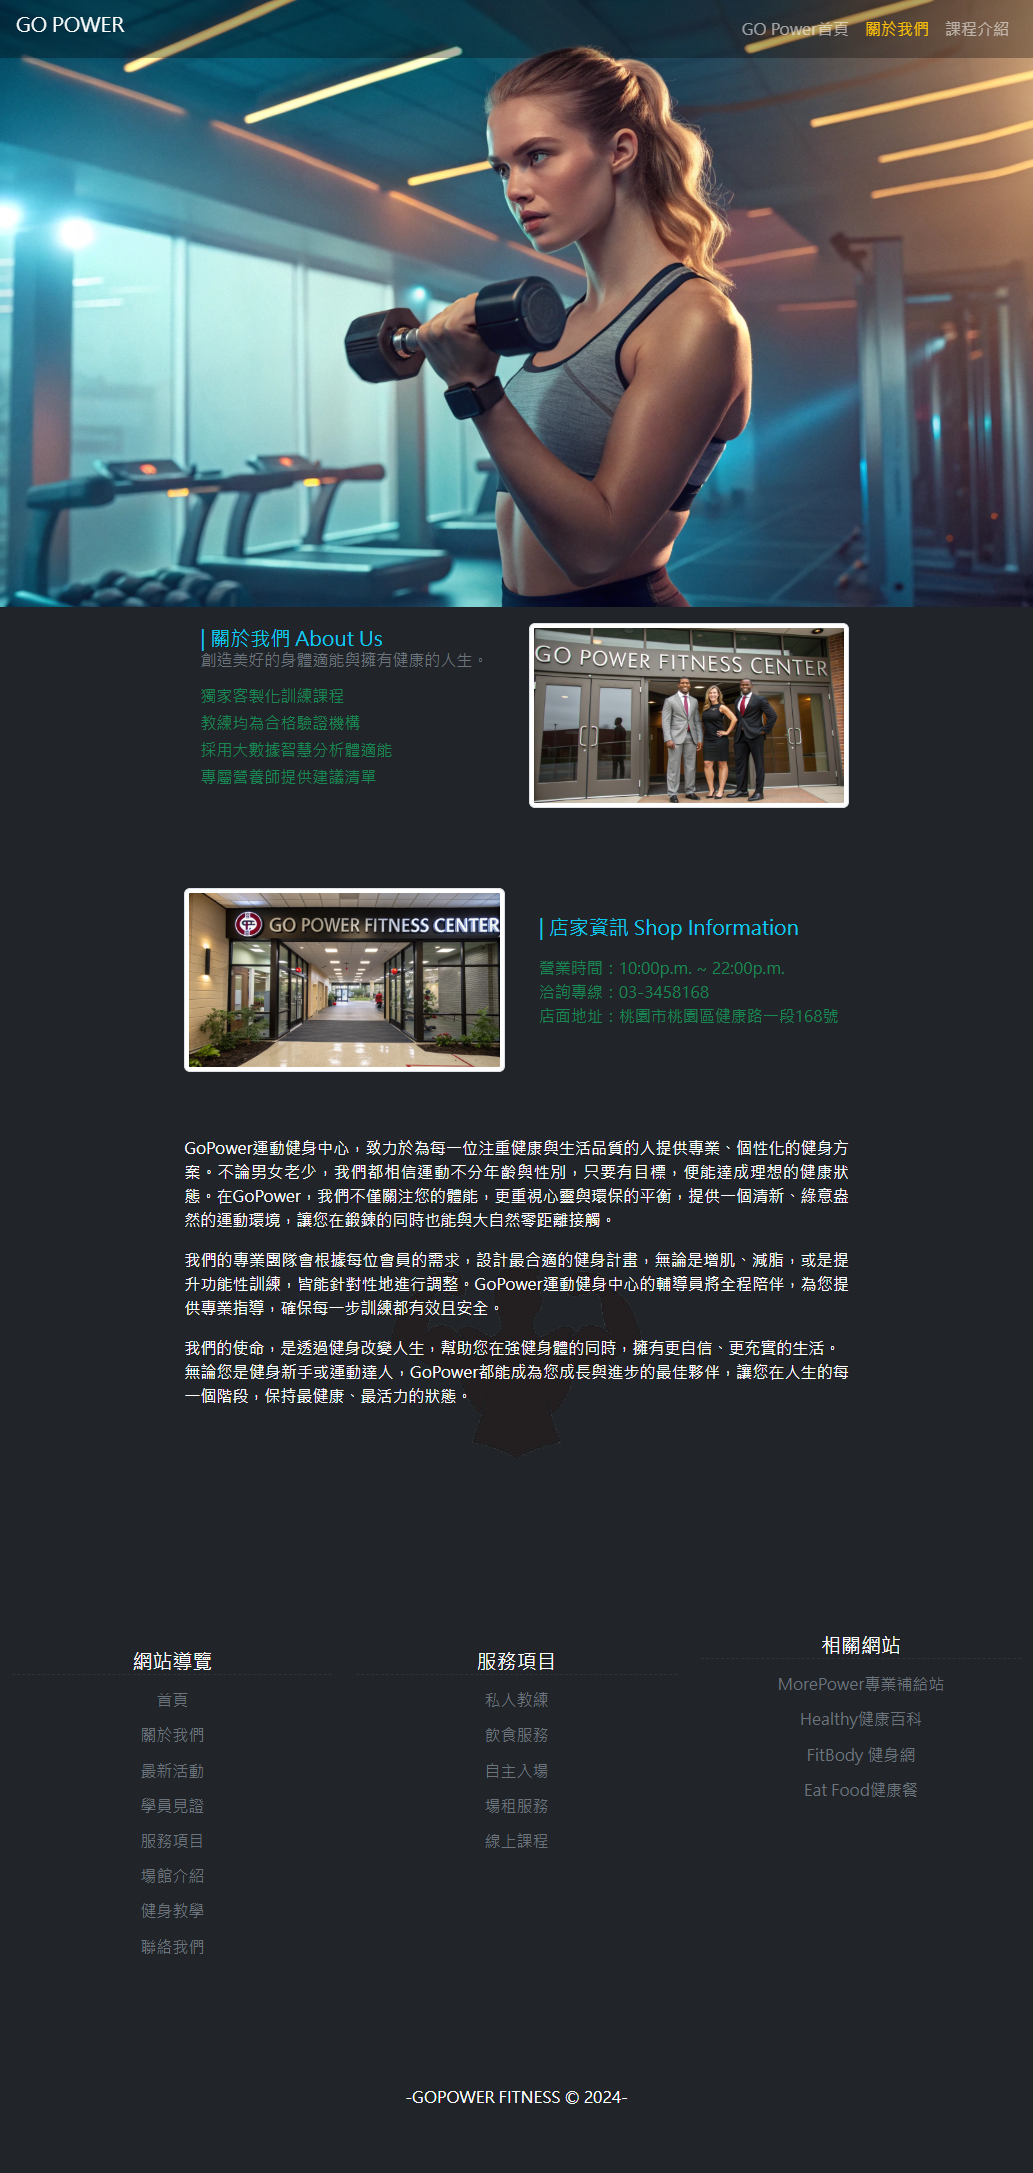 GO POWER
GO Power首頁 關於我們 課程介紹
| 關於我們 About Us
創造美好的身體適能與擁有健康的人生。
獨家客製化訓練課程
教練均為合格驗證機構
採用大數據智慧分析體適能
專屬營養師提供建議清單
GO POWER FITNESS CENTER
GO POWER FITNESS CENTER
| 店家資訊 Shop Information
營業時間：10:00p.m. ~ 22:00p.m.
洽詢專線：03-3458168
店面地址：桃園市桃園區健康路一段168號
GoPower運動健身中心，致力於為每一位注重健康與生活品質的人提供專業、個性化的健身方
案。不論男女老少，我們都相信運動不分年齡與性別，只要有目標，便能達成理想的健康狀
態。在GoPower，我們不僅關注您的體能，更重視心靈與環保的平衡，提供一個清新、綠意盎
然的運動環境，讓您在鍛鍊的同時也能與大自然零距離接觸。
我們的專業團隊會根據每位會員的需求，設計最合適的健身計畫，無論是增肌、減脂，或是提
升功能性訓練，皆能針對性地進行調整。GoPower運動健身中心的輔導員將全程陪伴，為您提
供專業指導，確保每一步訓練都有效且安全。
我們的使命，是透過健身改變人生，幫助您在強健身體的同時，擁有更自信、更充實的生活。
無論您是健身新手或運動達人，GoPower都能成為您成長與進步的最佳夥伴，讓您在人生的每
一個階段，保持最健康、最活力的狀態。
網站導覽
首頁
關於我們
最新活動
學員見證
服務項目
場館介紹
健身教學
聯絡我們
服務項目
私人教練
飲食服務
自主入場
場租服務
線上課程
相關網站
MorePower專業補給站
Healthy健康百科
FitBody 健身網
Eat Food健康餐
-GOPOWER FITNESS © 2024-